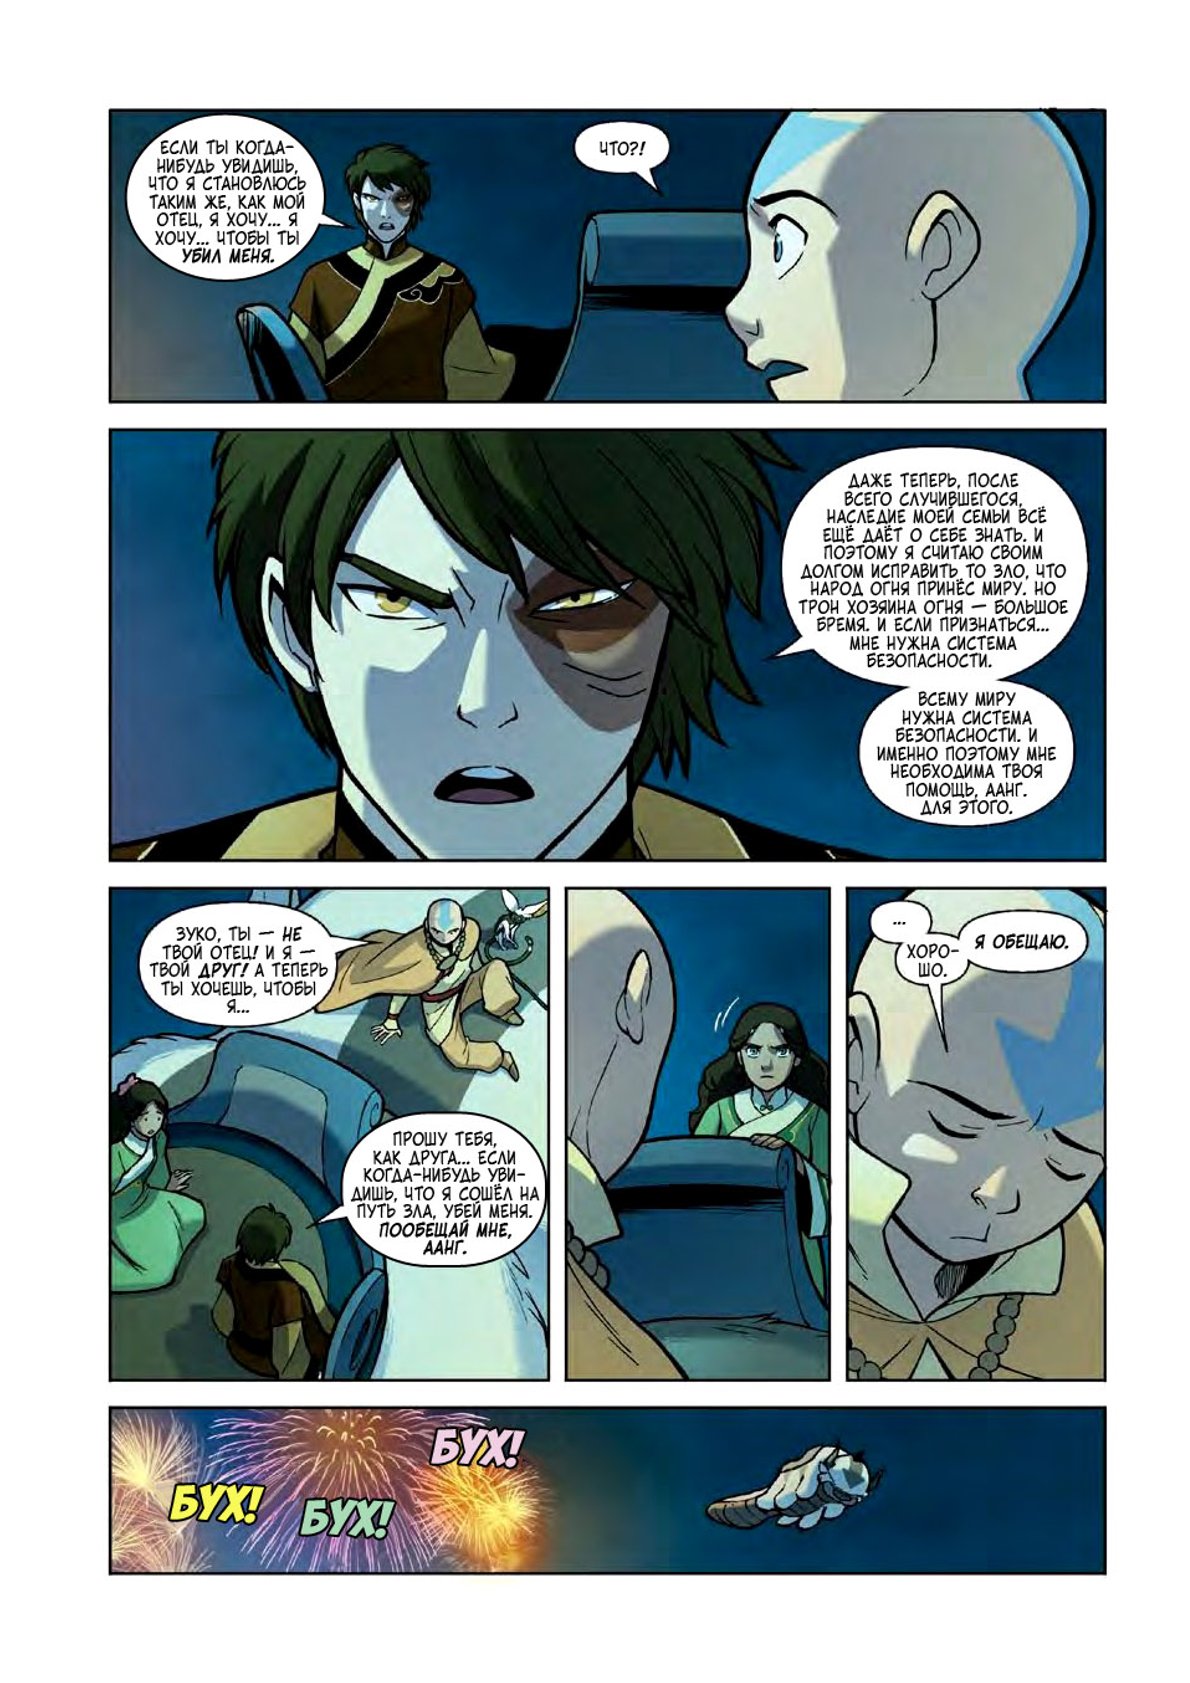 ЕСЛИ ТЫ КОГДА-
НИБУДЬ УВИДИШЬ,
ЧТО Я СТАНОВЛЮСЬ
ТАКИМ ЖЕ, КАК МОЙ
ОТЕЦ, Я ХОЧУ... Я
ХОЧУ... ЧТОБЫ ТЫ
УБИЛ МЕНЯ.
ЧТО?!
ДАЖЕ ТЕПЕРЬ, ПОСЛЕ
ВСЕГО СЛУЧИВШЕГОСЯ,
НАСЛЕДИЕ МОЕЙ СЕМЬИ ВСЁ
ЕЩЁ ДАЁТ О СЕБЕ ЗНАТЬ. И
ПОЭТОМУ Я СЧИТАЮ СВОИМ
ДОЛГОМ ИСПРАВИТЬ ТО ЗЛО, ЧТО
НАРОД ОГНЯ ПРИНЁС МИРУ. НО
ТРОН ХОЗЯИНА ОГНЯ — БОЛЬШОЕ
БРЕМЯ. И ЕСЛИ ПРИЗНАТЬСЯ...
МНЕ НУЖНА СИСТЕМА
БЕЗОПАСНОСТИ.
ВСЕМУ МИРУ
НУЖНА СИСТЕМА
БЕЗОПАСНОСТИ. И
ИМЕННО ПОЭТОМУ МНЕ
НЕОБХОДИМА ТВОЯ
ПОМОЩЬ, ААНГ.
ДЛЯ ЭТОГО.
ЗУКО, ТЫ — НЕ
ТВОЙ ОТЕЦ! И Я —
ТВОЙ ДРУГ! А ТЕПЕРЬ
ТЫ ХОЧЕШЬ, ЧТОБЫ
Я...
ПРОШУ ТЕБЯ,
КАК ДРУГА... ЕСЛИ
КОГДА-НИБУДЬ УВИ-
ДИШЬ, ЧТО Я СОШЁЛ НА
ПУТЬ ЗЛА, УБЕЙ МЕНЯ.
ПООБЕЩАЙ МНЕ,
ААНГ.
...
ХОРО-
ШО.
Я ОБЕЩАЮ.
БУХ!
БУХ!
БУХ!